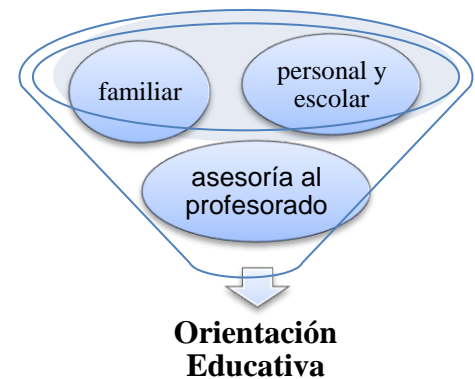 familiar
personal y
escolar
asesoría al
profesorado
Orientación
Educativa